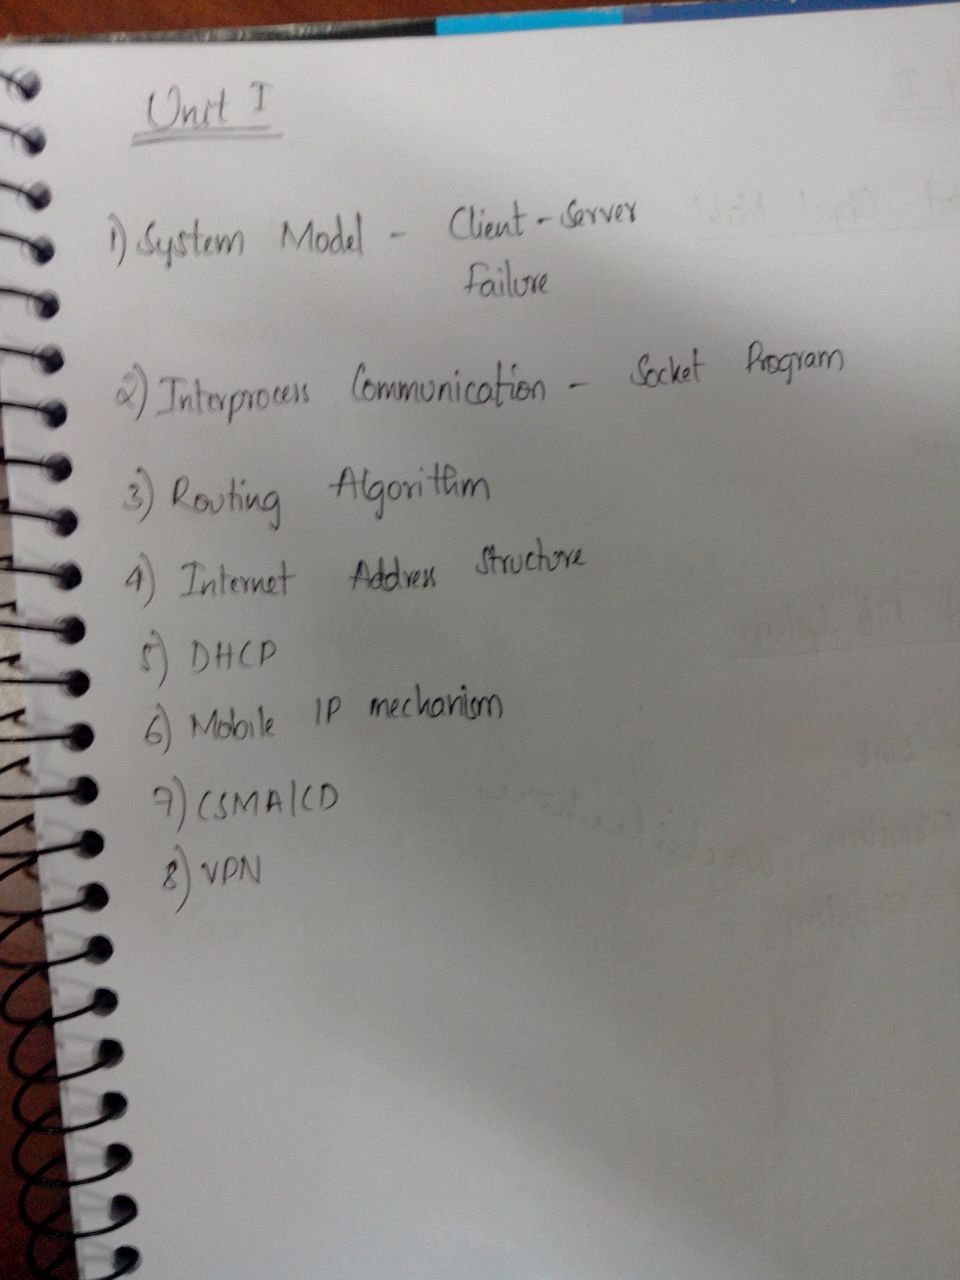 Unit I
1) System Model - Client-Server
Failure
2) Interprocess Communication - Socket Program
3) Routing Algorithm
4) Internet Address Structure
5) DHCP
6) Mobile IP mechanism
7) CSMA/CD
8) VPN